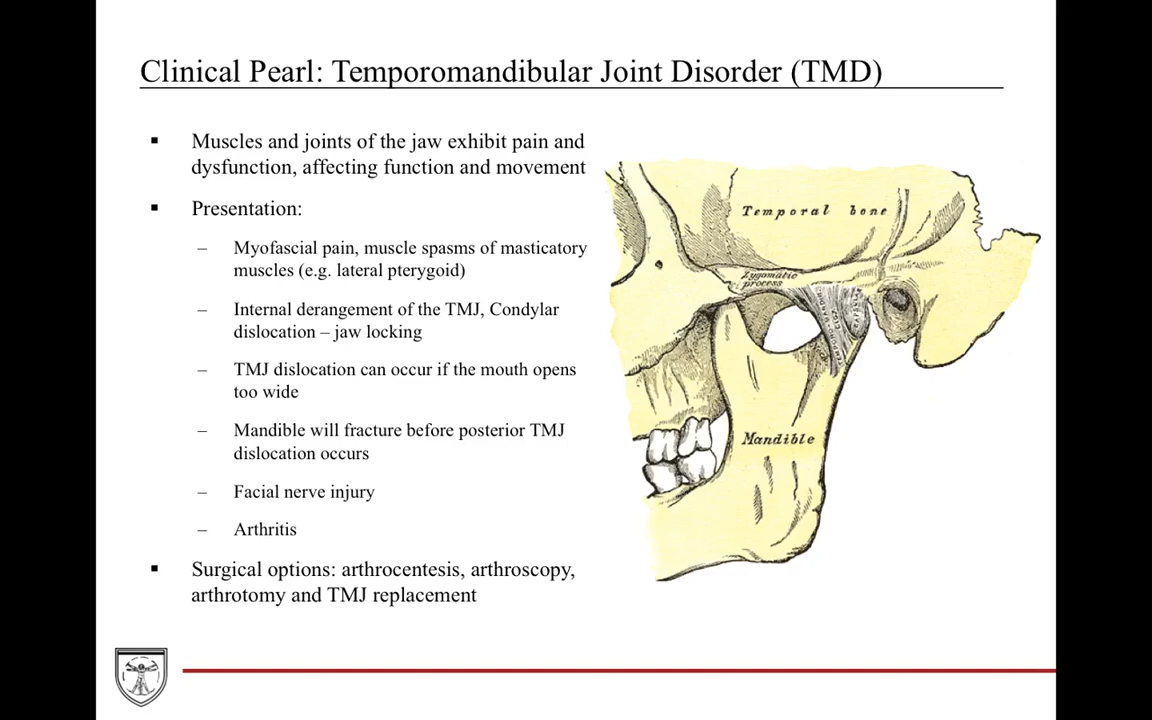 Clinical Pearl: Temporomandibular Joint Disorder (TMD)
▪ Muscles and joints of the jaw exhibit pain and
dysfunction, affecting function and movement
▪ Presentation:
– Myofascial pain, muscle spasms of masticatory
muscles (e.g. lateral pterygoid)
– Internal derangement of the TMJ, Condylar
dislocation – jaw locking
– TMJ dislocation can occur if the mouth opens
too wide
– Mandible will fracture before posterior TMJ
dislocation occurs
– Facial nerve injury
– Arthritis
▪ Surgical options: arthrocentesis, arthroscopy,
arthrotomy and TMJ replacement
Temporal bone
Zygomatic
process
Mandible